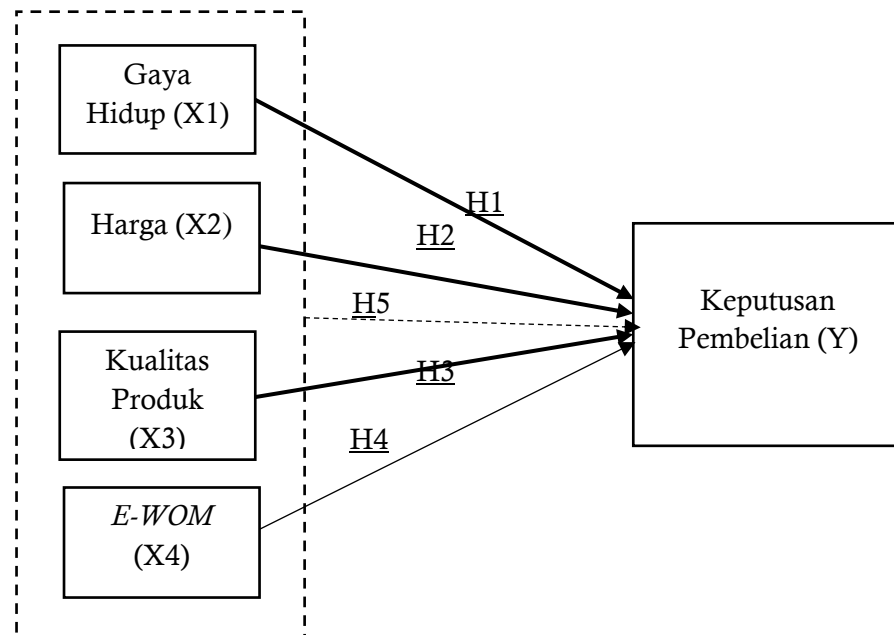 Gaya
Hidup (X1)
H1
Harga (X2)
H2
H5
Keputusan
Pembelian (Y)
Kualitas
Produk
(X3)
H3
H4
E-WOM
(X4)